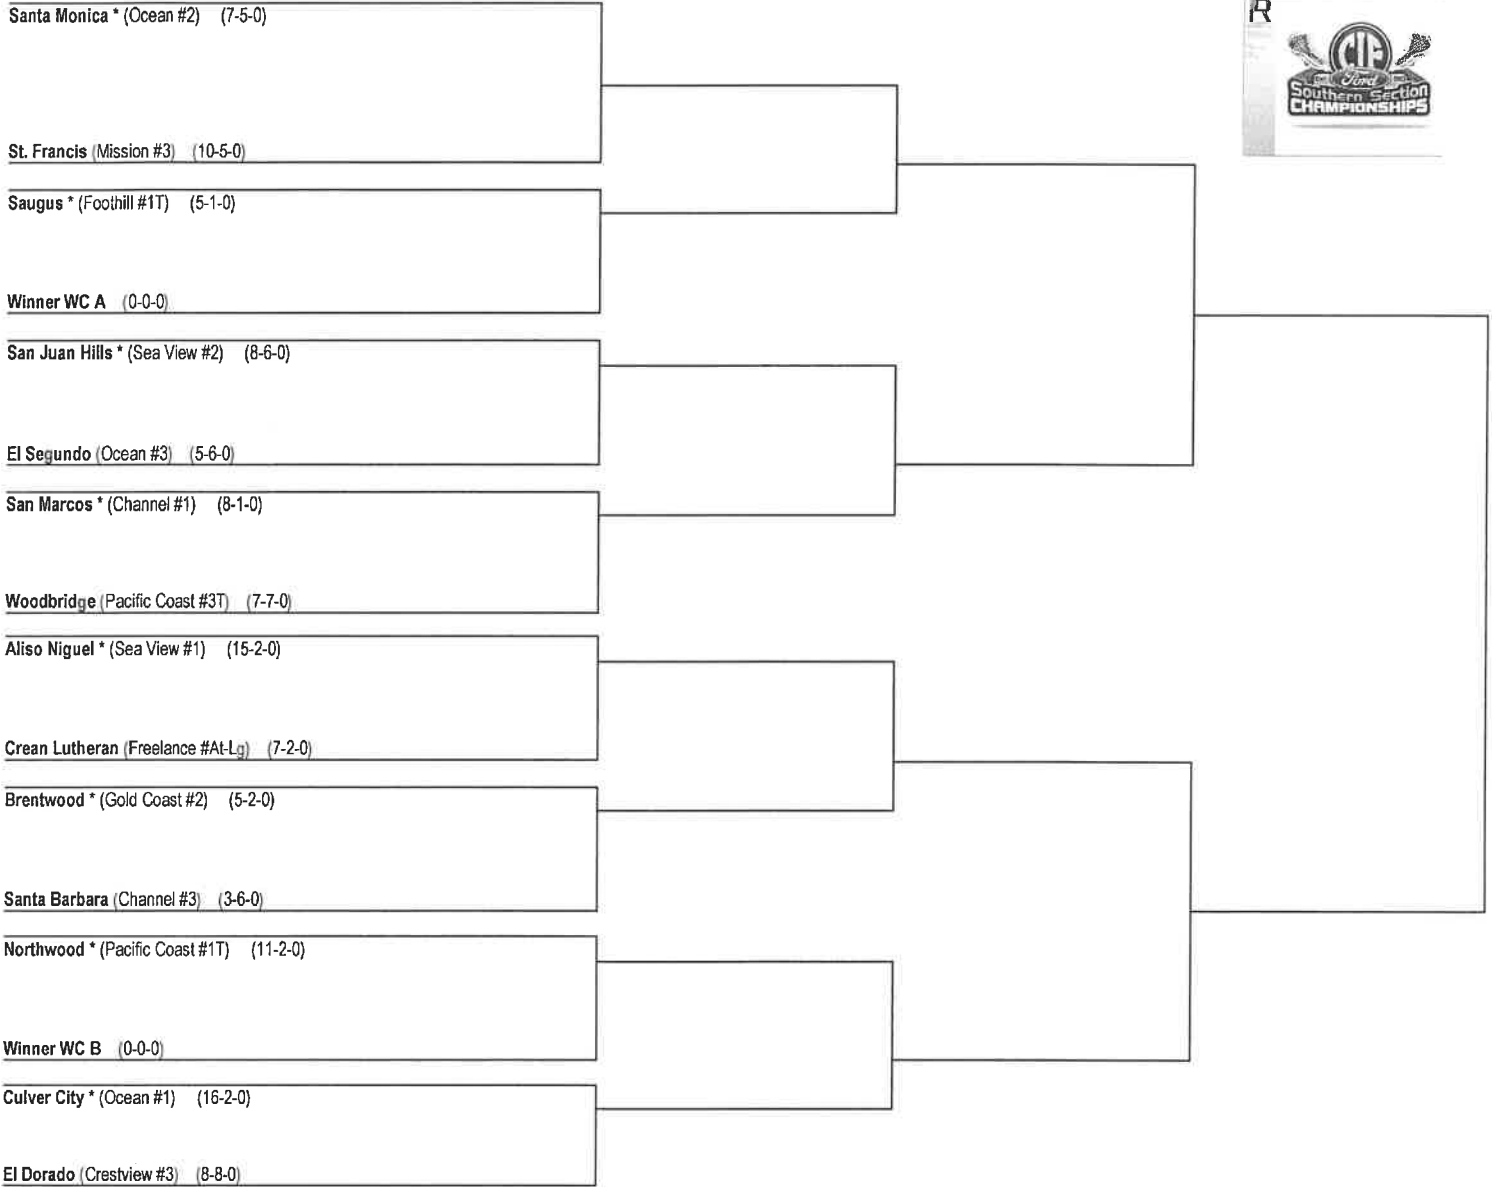 R
Santa Monica * (Ocean #2) (7-5-0)
CIF
Ford
Southern Section
CHAMPIONSHIPS
St. Francis (Mission #3) (10-5-0)
Saugus * (Foothill #1T) (5-1-0)
Winner WC A (0-0-0)
San Juan Hills * (Sea View #2) (8-6-0)
El Segundo (Ocean #3) (5-6-0)
San Marcos * (Channel #1) (8-1-0)
Woodbridge (Pacific Coast #3T) (7-7-0)
Aliso Niguel * (Sea View #1) (15-2-0)
Crean Lutheran (Freelance #At-Lg) (7-2-0)
Brentwood * (Gold Coast #2) (5-2-0)
Santa Barbara (Channel #3) (3-6-0)
Northwood * (Pacific Coast #1T) (11-2-0)
Winner WC B (0-0-0)
Culver City * (Ocean #1) (16-2-0)
El Dorado (Crestview #3) (8-8-0)